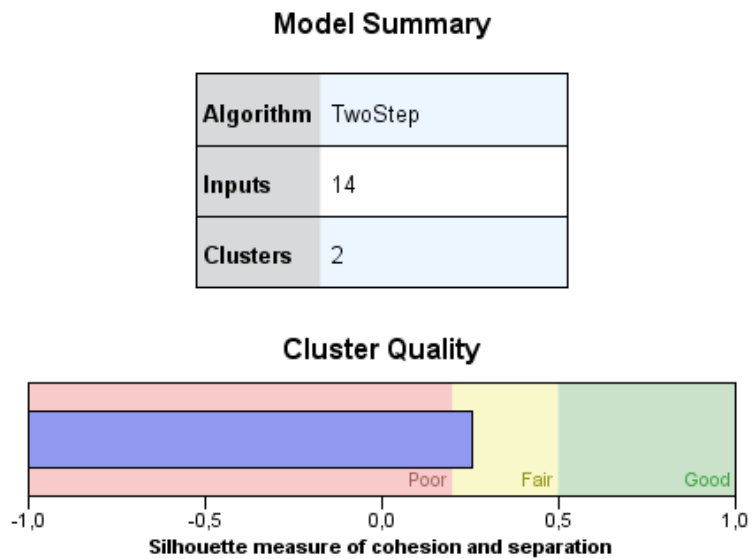 Model Summary
Algorithm TwoStep
Inputs 14
Clusters 2
Cluster Quality
Poor Fair Good
-1,0 -0,5 0,0 0,5 1,0
Silhouette measure of cohesion and separation